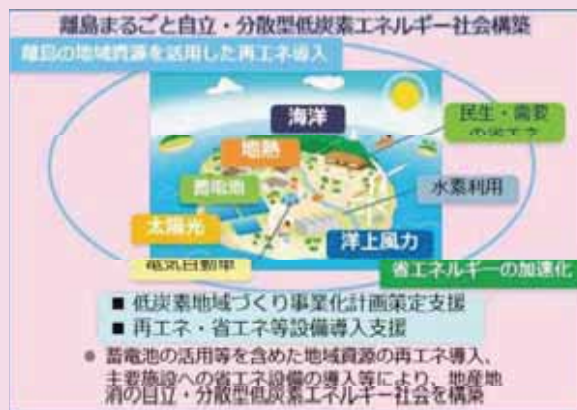 離島まるごと自立・分散型低炭素エネルギー社会構築
離島の地域資源を活用した再エネ導入
海洋
民生・需要
の省エネ
地熱
蓄電池
水素利用
太陽光
洋上風力
電気自動車
省エネルギーの加速化
■ 低炭素地域づくり事業化計画策定支援
■ 再エネ・省エネ等設備導入支援
● 蓄電池の活用等を含めた地域資源の再エネ導入、
主要施設への省エネ設備の導入等により、地産地
消の自立・分散型低炭素エネルギー社会を構築